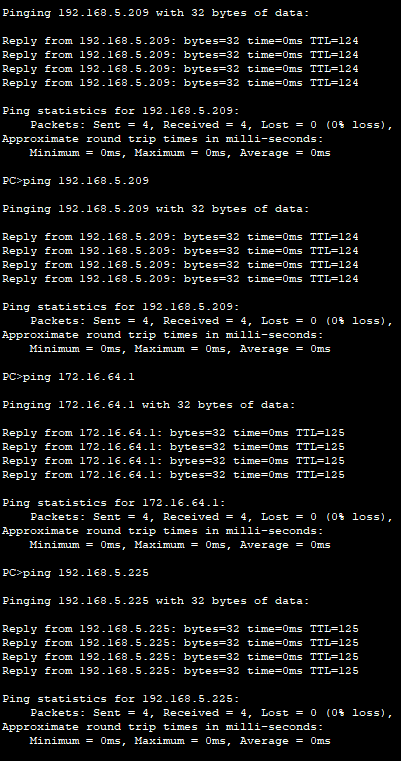 Pinging 192.168.5.209 with 32 bytes of data:

Reply from 192.168.5.209: bytes=32 time=0ms TTL=124
Reply from 192.168.5.209: bytes=32 time=0ms TTL=124
Reply from 192.168.5.209: bytes=32 time=0ms TTL=124
Reply from 192.168.5.209: bytes=32 time=0ms TTL=124

Ping statistics for 192.168.5.209:
    Packets: Sent = 4, Received = 4, Lost = 0 (0% loss),
Approximate round trip times in milli-seconds:
    Minimum = 0ms, Maximum = 0ms, Average = 0ms

PC>ping 192.168.5.209

Pinging 192.168.5.209 with 32 bytes of data:

Reply from 192.168.5.209: bytes=32 time=0ms TTL=124
Reply from 192.168.5.209: bytes=32 time=0ms TTL=124
Reply from 192.168.5.209: bytes=32 time=0ms TTL=124
Reply from 192.168.5.209: bytes=32 time=0ms TTL=124

Ping statistics for 192.168.5.209:
    Packets: Sent = 4, Received = 4, Lost = 0 (0% loss),
Approximate round trip times in milli-seconds:
    Minimum = 0ms, Maximum = 0ms, Average = 0ms

PC>ping 172.16.64.1

Pinging 172.16.64.1 with 32 bytes of data:

Reply from 172.16.64.1: bytes=32 time=0ms TTL=125
Reply from 172.16.64.1: bytes=32 time=0ms TTL=125
Reply from 172.16.64.1: bytes=32 time=0ms TTL=125
Reply from 172.16.64.1: bytes=32 time=0ms TTL=125

Ping statistics for 172.16.64.1:
    Packets: Sent = 4, Received = 4, Lost = 0 (0% loss),
Approximate round trip times in milli-seconds:
    Minimum = 0ms, Maximum = 0ms, Average = 0ms

PC>ping 192.168.5.225

Pinging 192.168.5.225 with 32 bytes of data:

Reply from 192.168.5.225: bytes=32 time=0ms TTL=125
Reply from 192.168.5.225: bytes=32 time=0ms TTL=125
Reply from 192.168.5.225: bytes=32 time=0ms TTL=125
Reply from 192.168.5.225: bytes=32 time=0ms TTL=125

Ping statistics for 192.168.5.225:
    Packets: Sent = 4, Received = 4, Lost = 0 (0% loss),
Approximate round trip times in milli-seconds:
    Minimum = 0ms, Maximum = 0ms, Average = 0ms